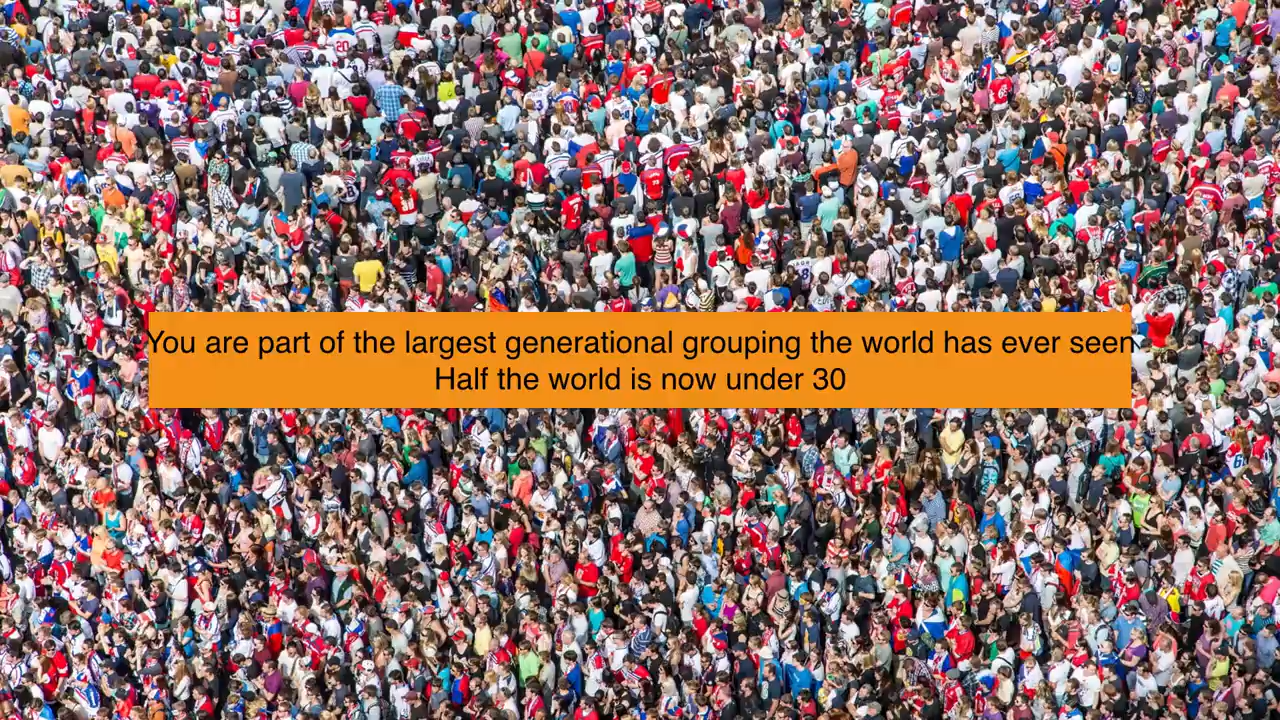 You are part of the largest generational grouping the world has ever seen
Half the world is now under 30